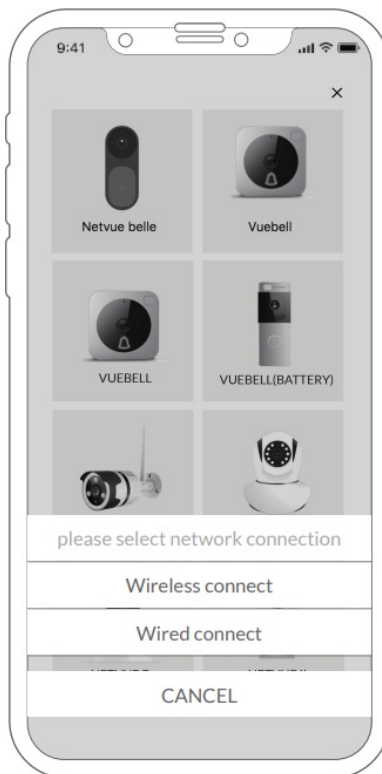 9:41
×
Netvue belle
Vuebell
VUEBELL
VUEBELL(BATTERY)
please select network connection
Wireless connect
Wired connect
CANCEL